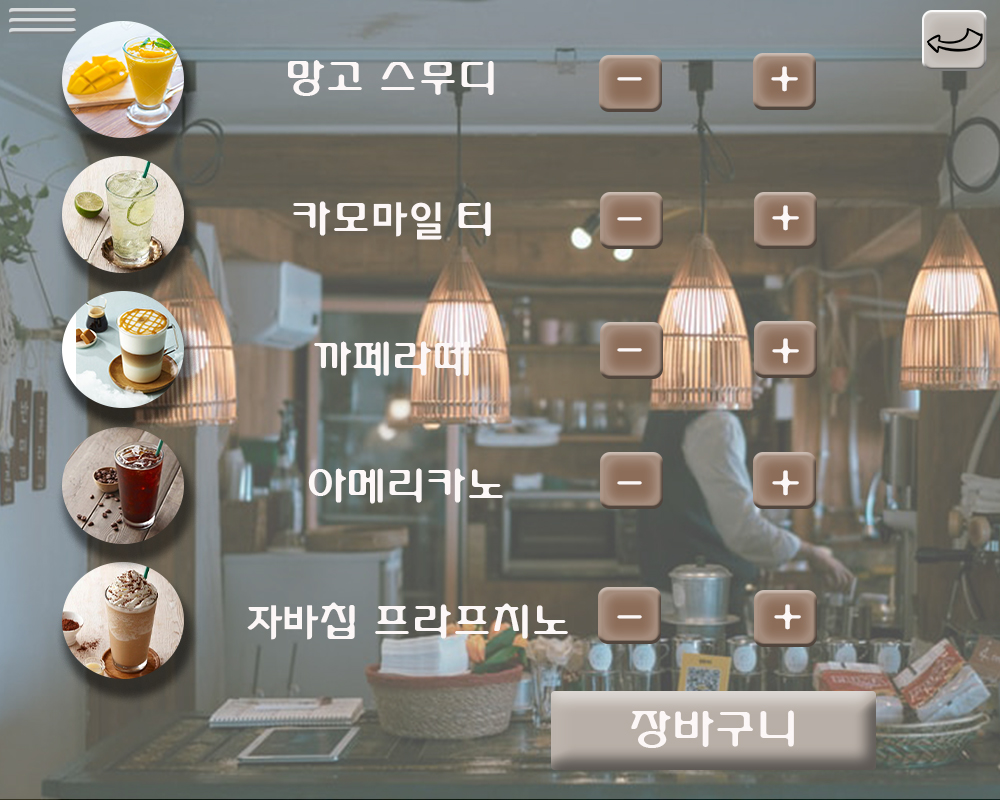 망고 스무디
카모마일 티
까페라떼
아메리카노
자바칩 프라프치노
장바구니